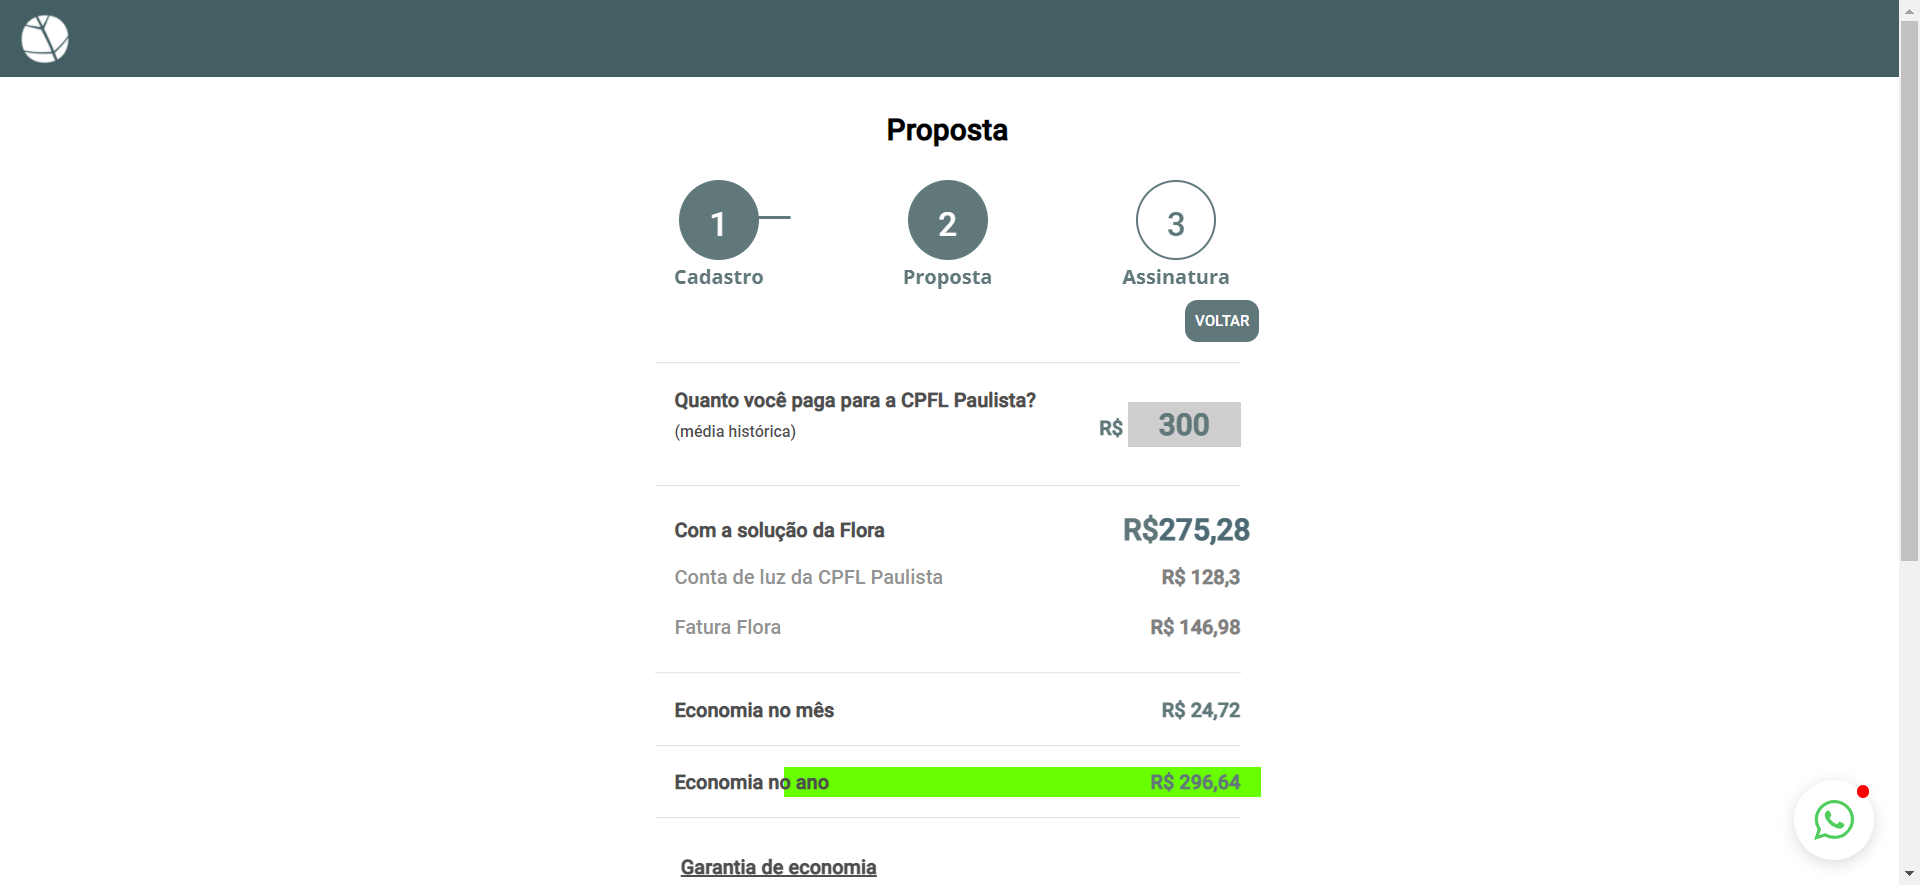 Proposta
1
2
3
Cadastro
Proposta
Assinatura
VOLTAR
Quanto você paga para a CPFL Paulista?
(média histórica)
R$ 300
Com a solução da Flora R$275,28
Conta de luz da CPFL Paulista R$ 128,3
Fatura Flora R$ 146,98
Economia no mês R$ 24,72
Economia no ano R$ 296,64
Garantia de economia